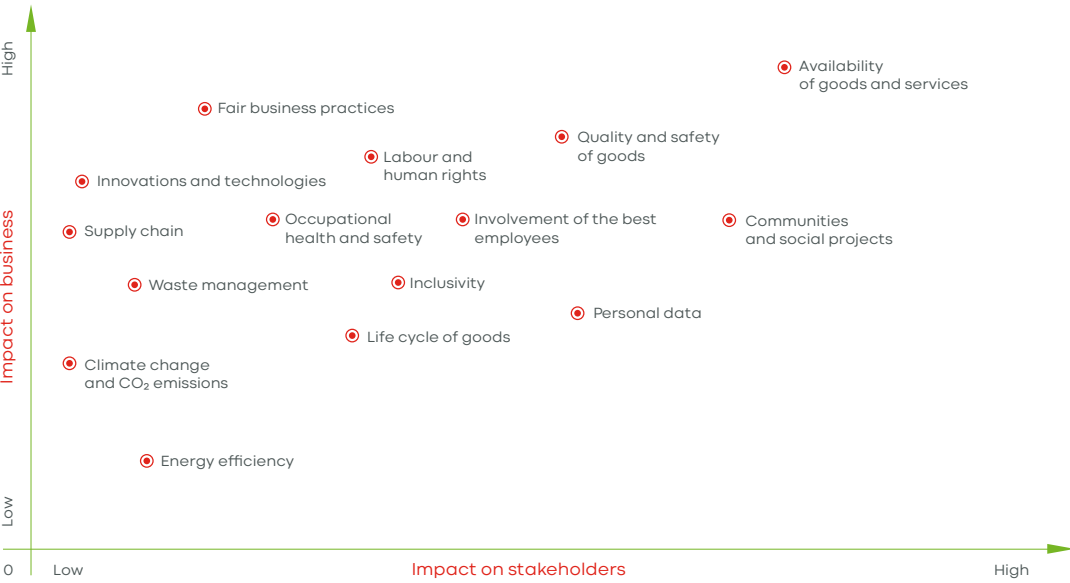 High
Availability
of goods and services
Fair business practices
Quality and safety
of goods
Labour and
human rights
Innovations and technologies
Supply chain
Occupational
health and safety
Involvement of the best
employees
Communities
and social projects
Impact on business
Waste management
Inclusivity
Personal data
Life cycle of goods
Climate change
and CO₂ emissions
Energy efficiency
Low
0
Low
Impact on stakeholders
High